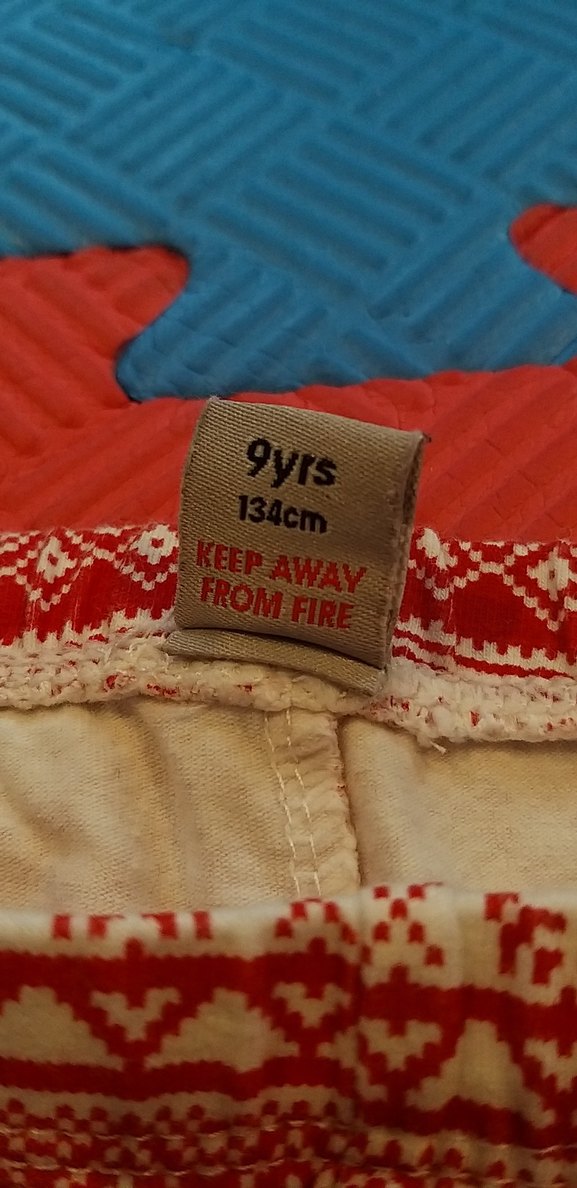 9yrs
134cm
KEEP AWAY
FROM FIRE